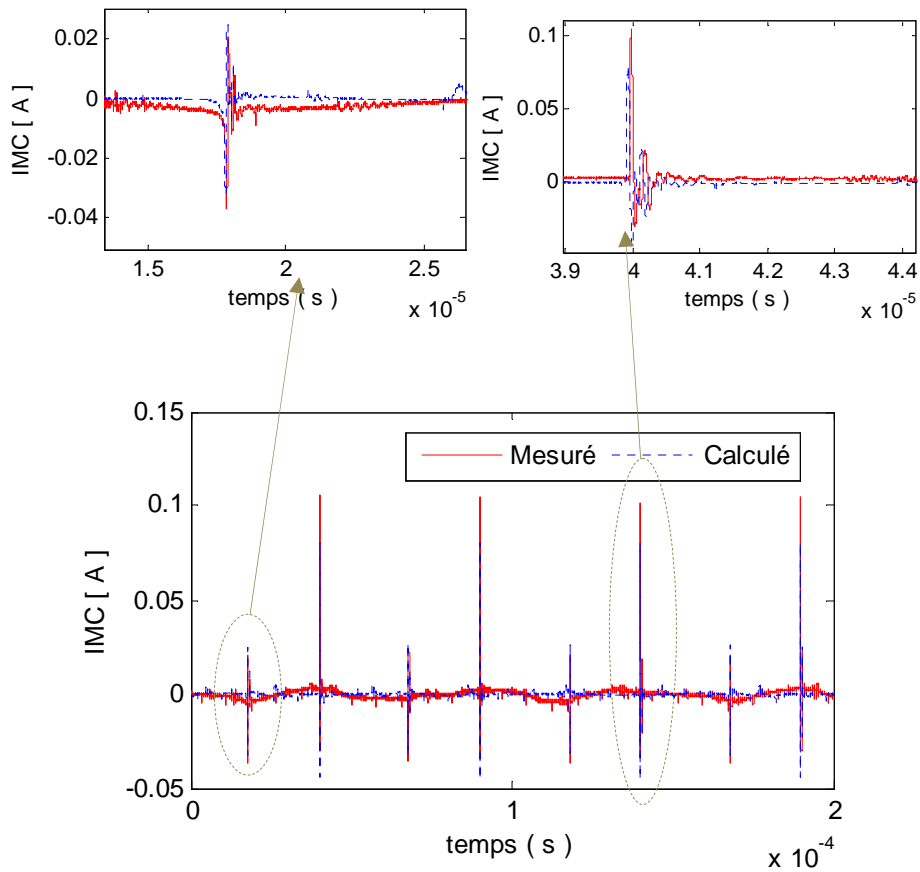 0.02
0
-0.02
-0.04
IMC [ A ]
1.5
2
2.5
temps ( s )
x 10^-5
0.1
0.05
0
IMC [ A ]
3.9
4.0
4.1
4.2
4.3
4.4
temps ( s )
x 10^-5
0.15
0.1
0.05
0
-0.05
IMC [ A ]
Mesuré
Calculé
0
1
2
temps ( s )
x 10^-4